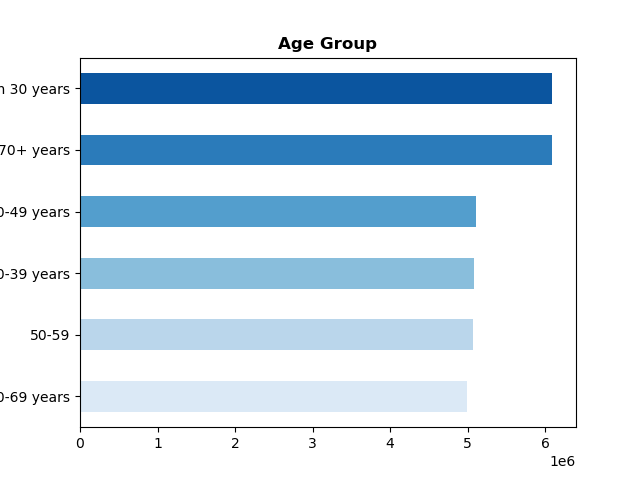 Age Group
30 years
70+ years
0-49 years
0-39 years
50-59
0-69 years
0 1 2 3 4 5 6
1e6